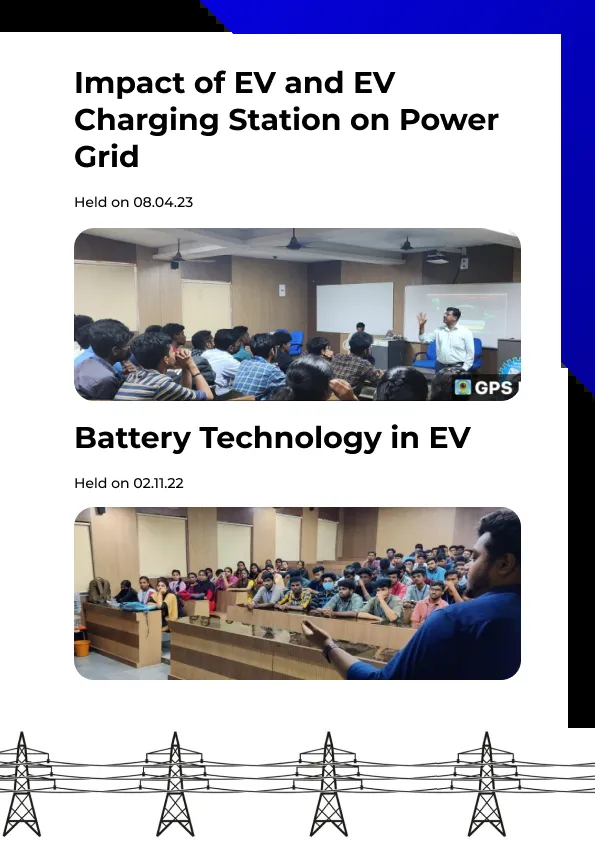 Impact of EV and EV
Charging Station on Power
Grid
Held on 08.04.23
GPS
Battery Technology in EV
Held on 02.11.22